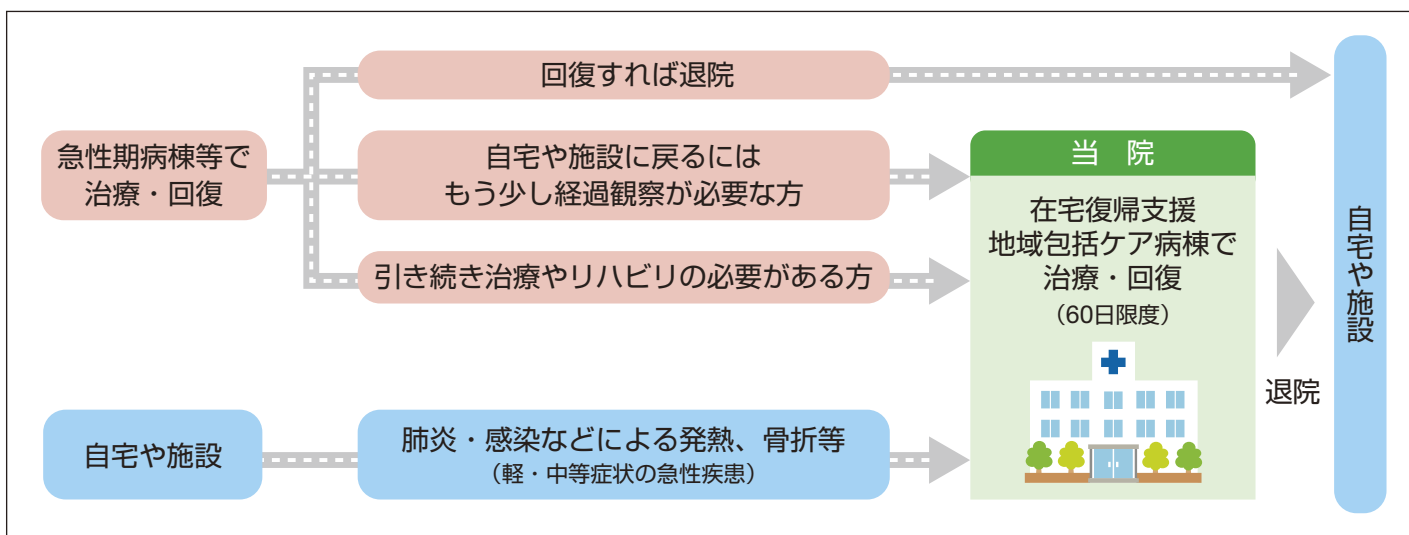 回復すれば退院
急性期病棟等で
治療・回復
自宅や施設に戻るには
もう少し経過観察が必要な方
引き続き治療やリハビリの必要がある方
自宅や施設
肺炎・感染などによる発熱、骨折等
（軽・中等症状の急性疾患）
当 院
在宅復帰支援
地域包括ケア病棟で
治療・回復
（60日限度）
退院
自宅や施設